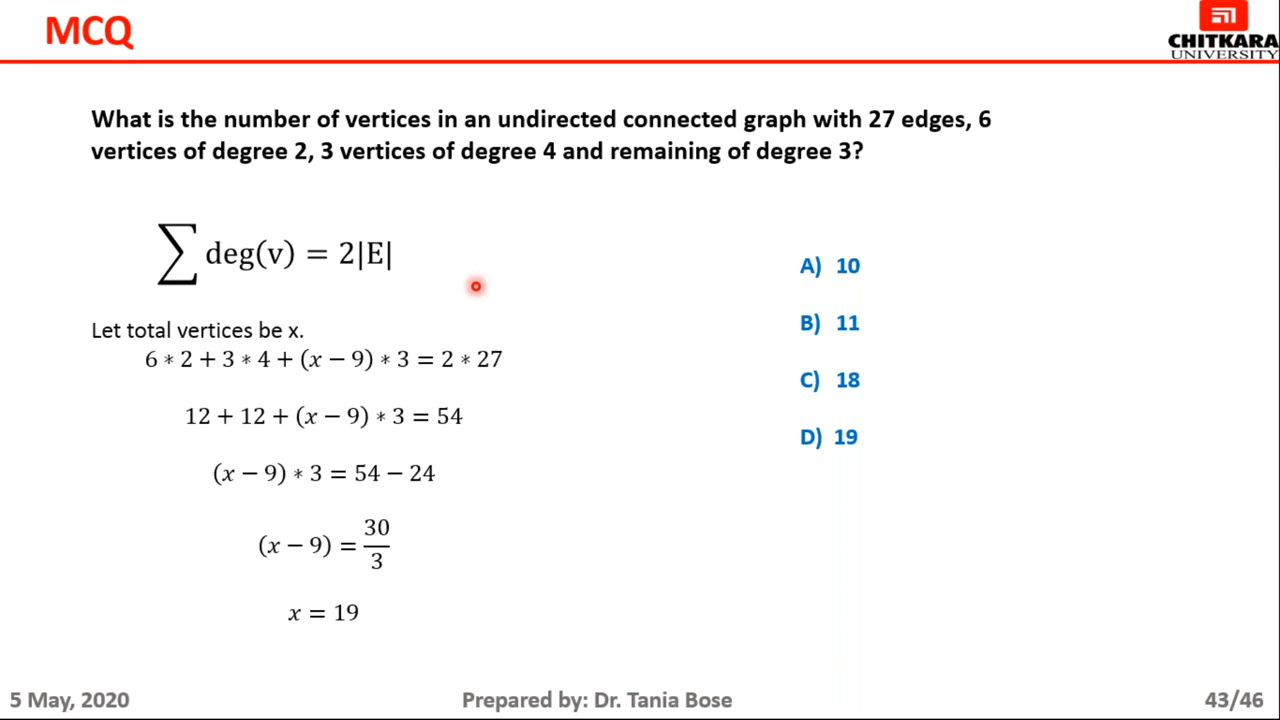 MCQ
CHITKARA
UNIVERSITY
What is the number of vertices in an undirected connected graph with 27 edges, 6
vertices of degree 2, 3 vertices of degree 4 and remaining of degree 3?
∑ deg(v) = 2|E|
Let total vertices be x.
6 ∗ 2 + 3 ∗ 4 + (x − 9) ∗ 3 = 2 ∗ 27
12 + 12 + (x − 9) ∗ 3 = 54
(x − 9) ∗ 3 = 54 − 24
(x − 9) = 30/3
x = 19
A) 10
B) 11
C) 18
D) 19
5 May, 2020
Prepared by: Dr. Tania Bose
43/46